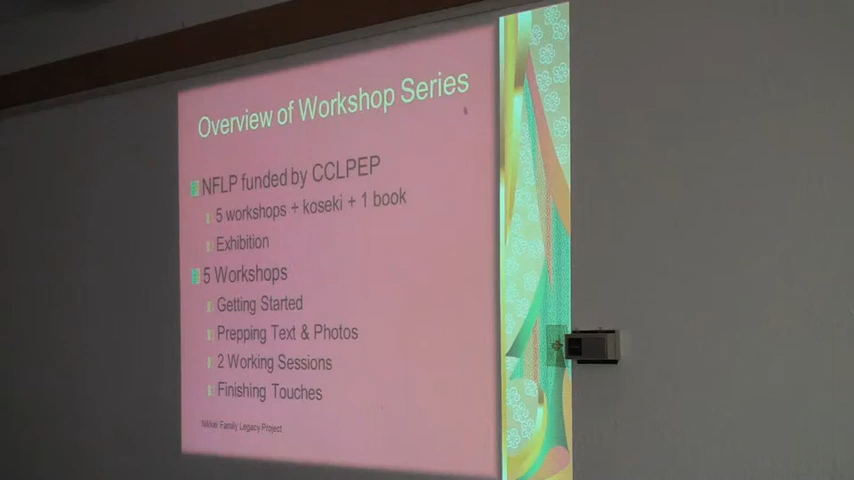 Overview of Workshop Series
NFLP funded by CCLPEP
5 workshops + koseki + 1 book
Exhibition
5 Workshops
Getting Started
Prepping Text & Photos
2 Working Sessions
Finishing Touches
Nikkei Family Legacy Project